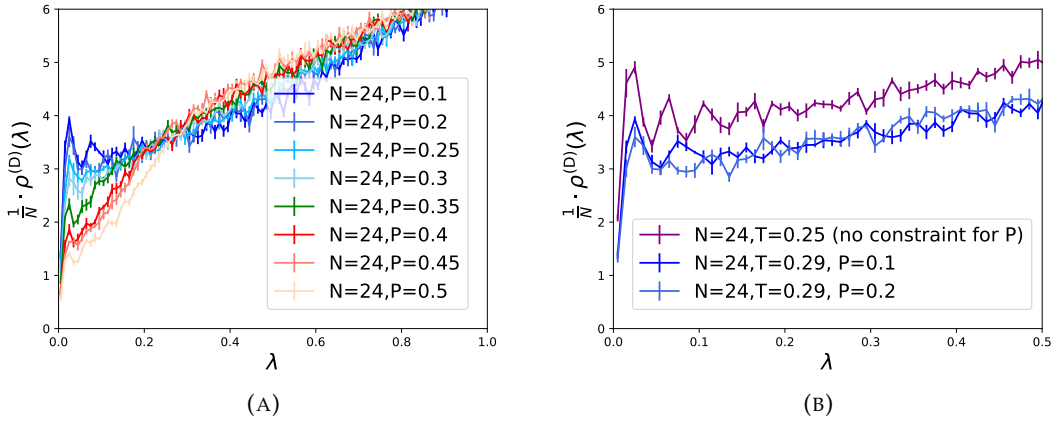 6
5
4
3
2
1
0
0.0 0.2 0.4 0.6 0.8 1.0
λ
1/N · ρ^(D)(λ)
N=24,P=0.1
N=24,P=0.2
N=24,P=0.25
N=24,P=0.3
N=24,P=0.35
N=24,P=0.4
N=24,P=0.45
N=24,P=0.5
(A)
6
5
4
3
2
1
0
0.0 0.1 0.2 0.3 0.4 0.5
λ
1/N · ρ^(D)(λ)
N=24,T=0.25 (no constraint for P)
N=24,T=0.29, P=0.1
N=24,T=0.29, P=0.2
(B)